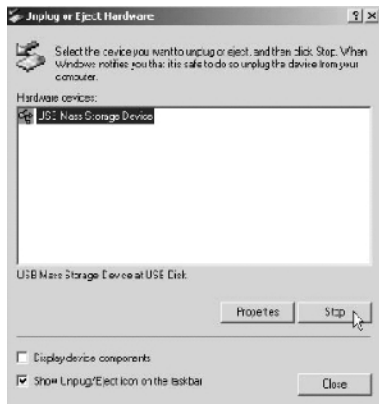 Unplug or Eject Hardware
Select the device you want to unplug or eject, and then click Stop. When
Windows notifies you that it is safe to do so unplug the device from your
computer.
Hardware devices:
USB Mass Storage Device
USB Mass Storage Device at USB Disk
Properties
Stop
Display device components
Show Unplug/Eject icon on the taskbar
Close